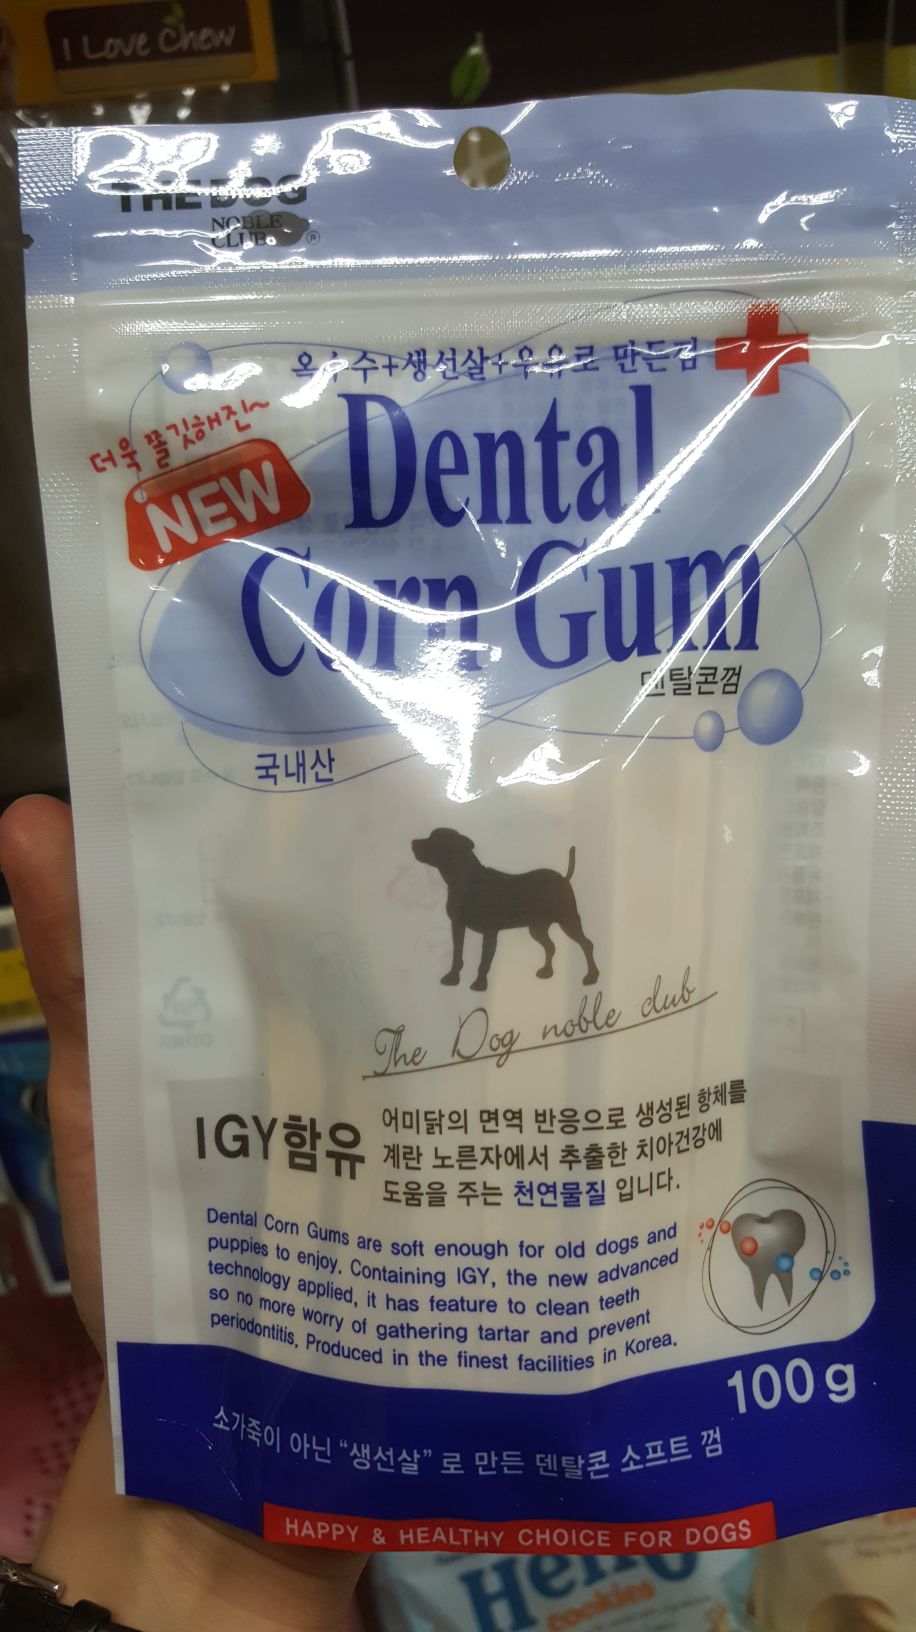 I Love Chew
THE DOG
NOBLE
CLUB
®
옥수수+생선살+우유로 만든껌
더욱 쫄깃해진~
NEW
Dental
Corn Gum
덴탈콘껌
국내산
The Dog noble club
IGY함유
어미닭의 면역 반응으로 생성된 항체를
계란 노른자에서 추출한 치아건강에
도움을 주는 천연물질 입니다.
Dental Corn Gums are soft enough for old dogs and
puppies to enjoy. Containing IGY, the new advanced
technology applied, it has feature to clean teeth
so no more worry of gathering tartar and prevent
periodontitis. Produced in the finest facilities in Korea.
100g
소가죽이 아닌 “생선살” 로 만든 덴탈콘 소프트 껌
HAPPY & HEALTHY CHOICE FOR DOGS
cookies